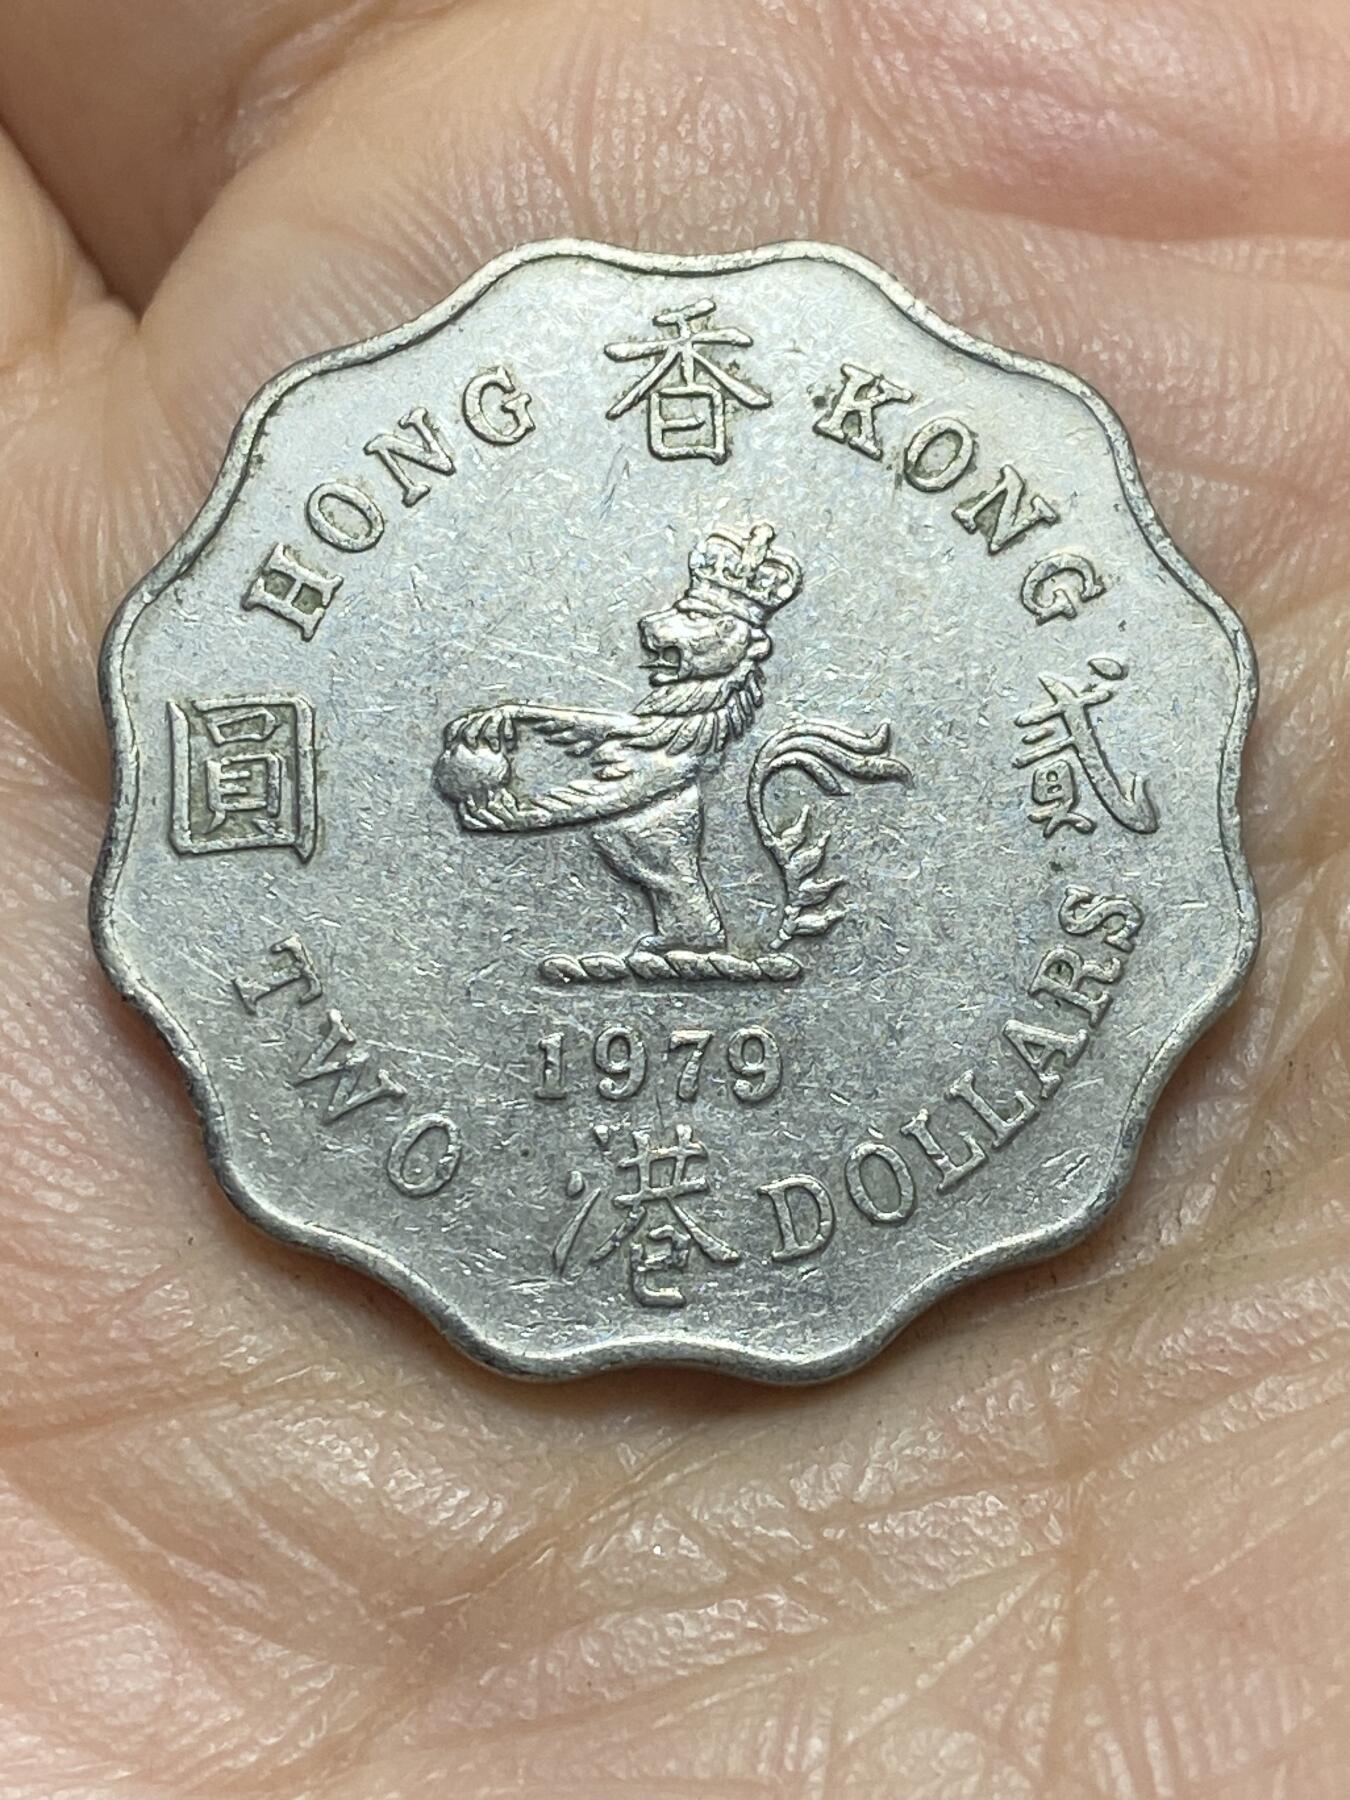 HONG 香 KONG
圓 貳
1979
港
TWO DOLLARS